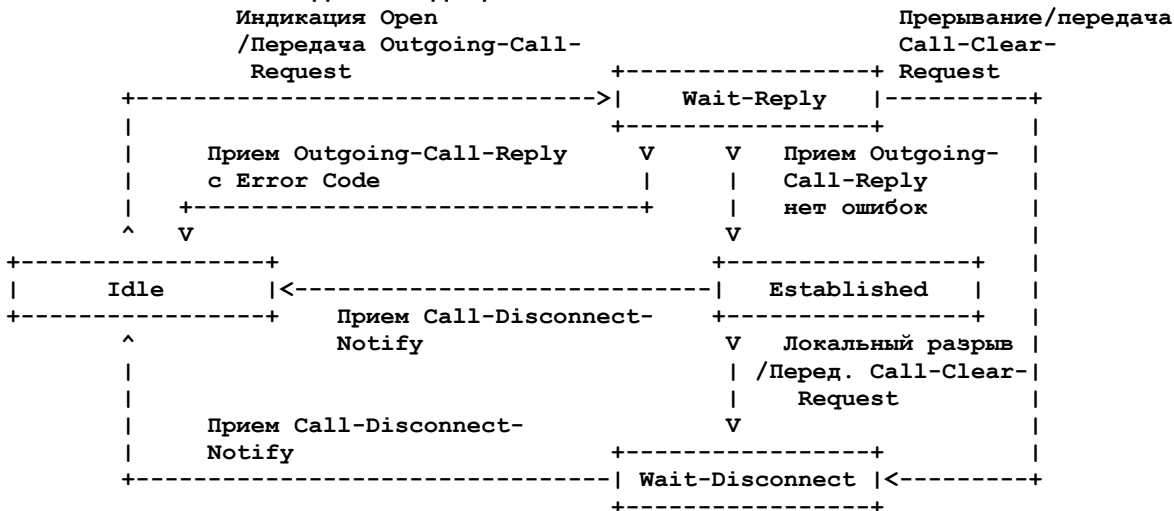 Индикация Open Прерывание/передача
/Передача Outgoing-Call- Call-Clear-
Request Request
Wait-Reply
Прием Outgoing-Call-Reply Прием Outgoing-
с Error Code Call-Reply
нет ошибок
Idle Established
Прием Call-Disconnect- Локальный разрыв
Notify /Перед. Call-Clear-
Request
Прием Call-Disconnect-
Notify
Wait-Disconnect